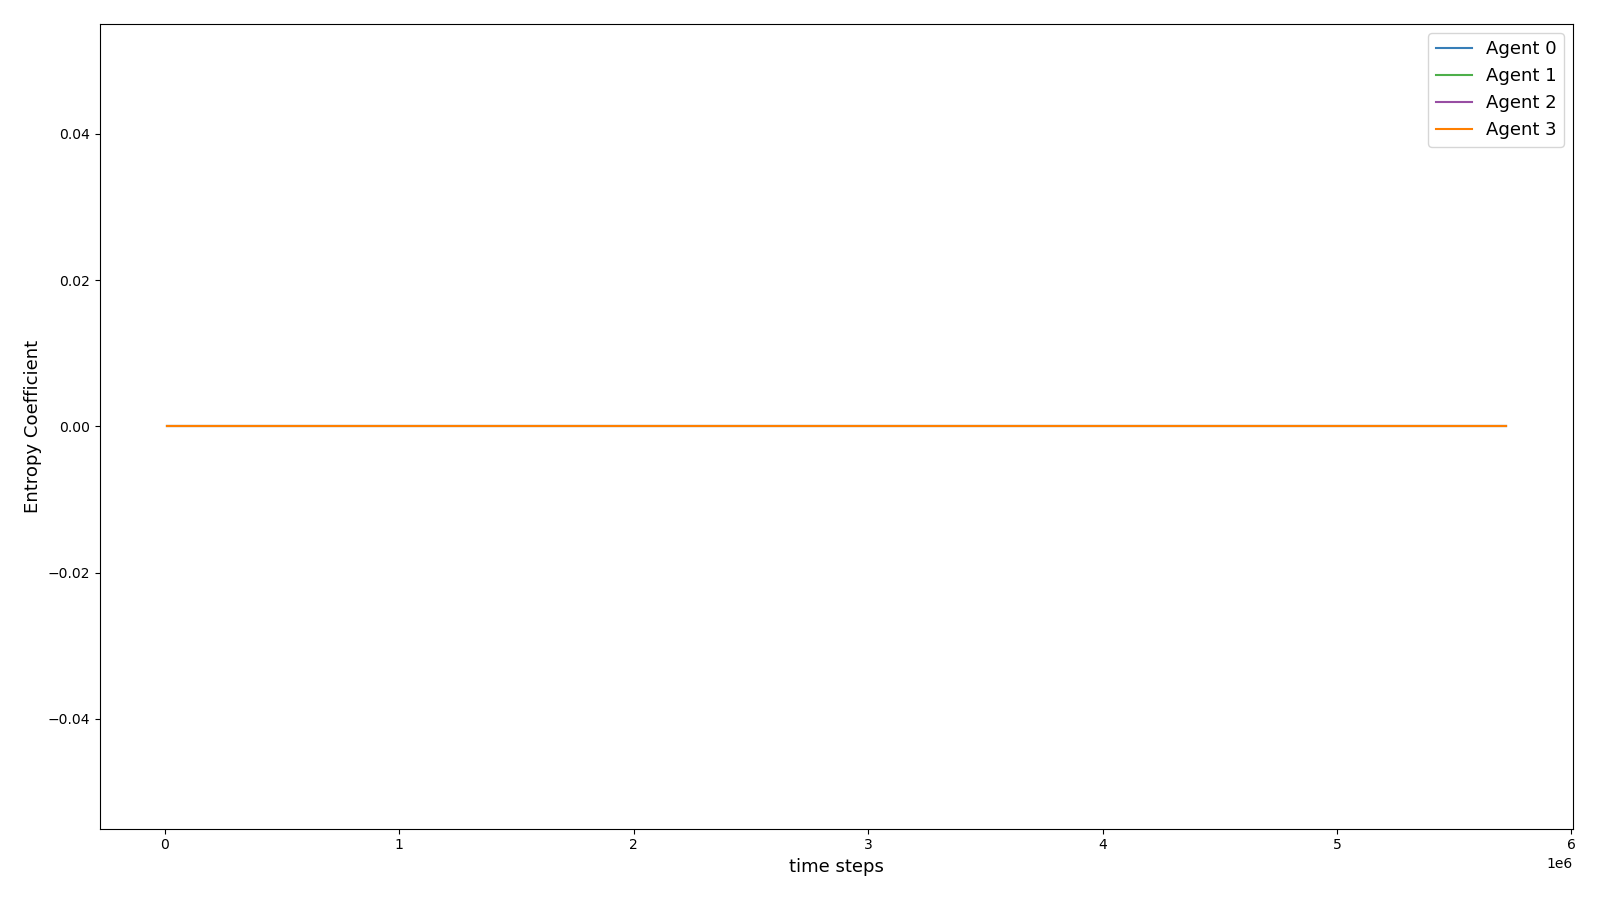 Agent 0
Agent 1
Agent 2
Agent 3
Entropy Coefficient
0.04
0.02
0.00
−0.02
−0.04
0 1 2 3 4 5 6
1e6
time steps